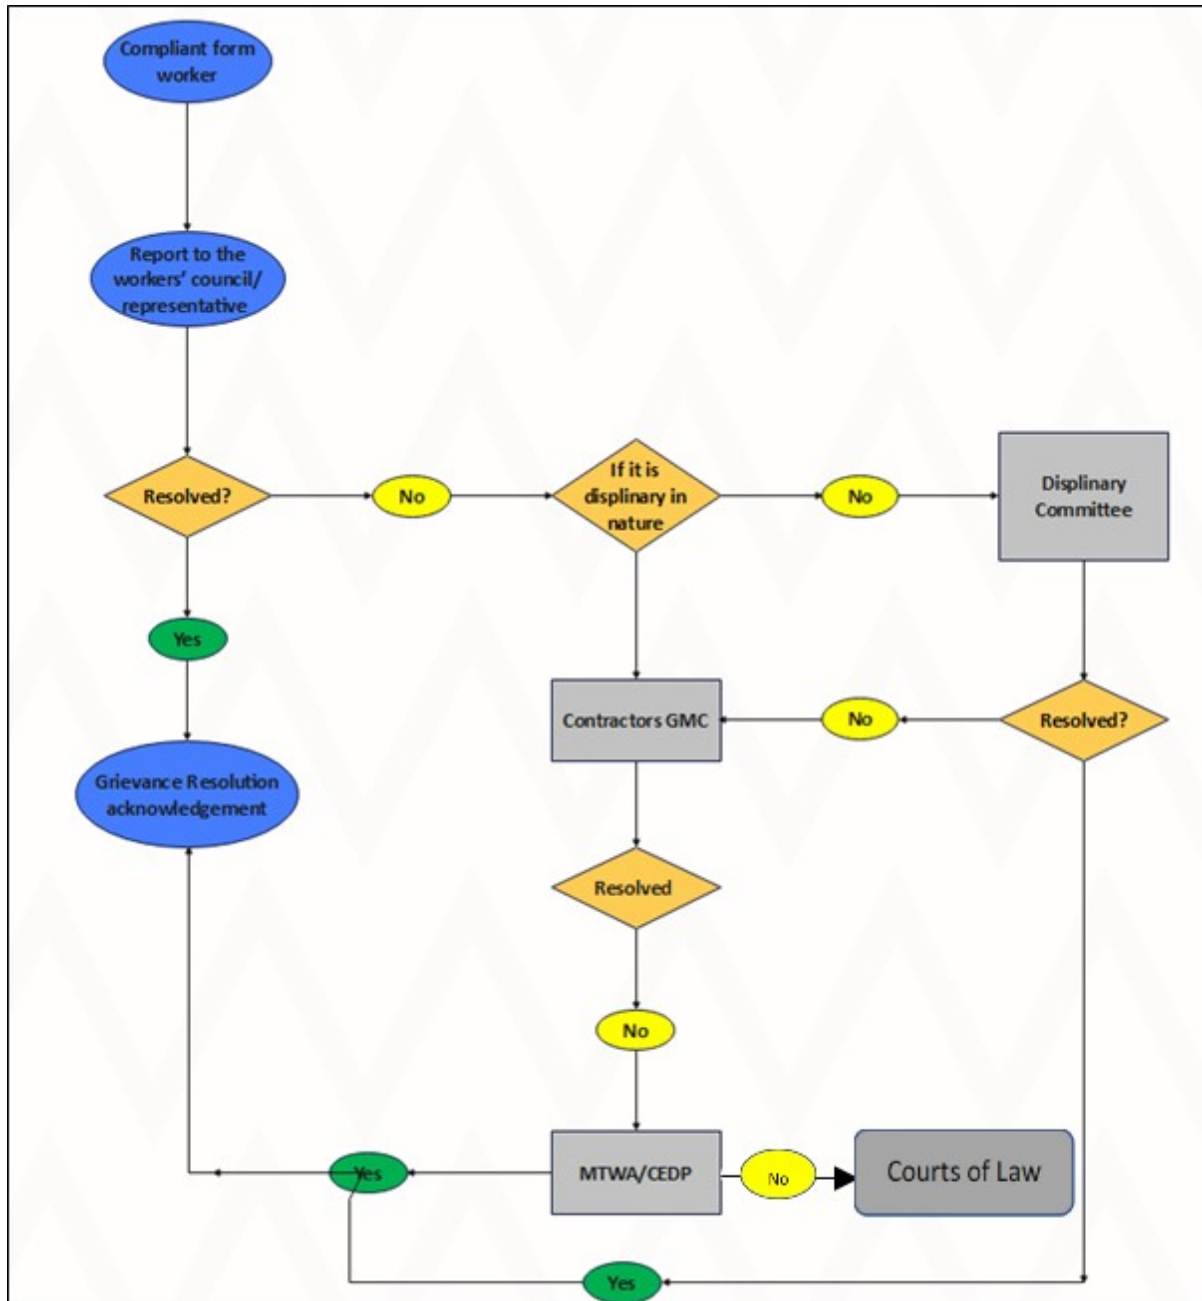 Compliant form
worker
Report to the
workers' council/
representative
Resolved?
No
If it is
displinary in
nature
No
Displinary
Committee
Yes
Contractors GMC
No
Resolved?
Grievance Resolution
acknowledgement
Resolved
No
Yes
MTWA/CEDP
No
Courts of Law
Yes